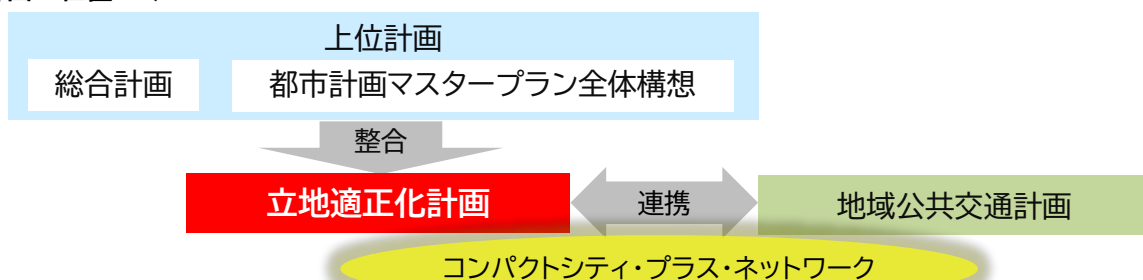 上位計画
総合計画
都市計画マスタープラン全体構想
整合
立地適正化計画
連携
地域公共交通計画
コンパクトシティ・プラス・ネットワーク